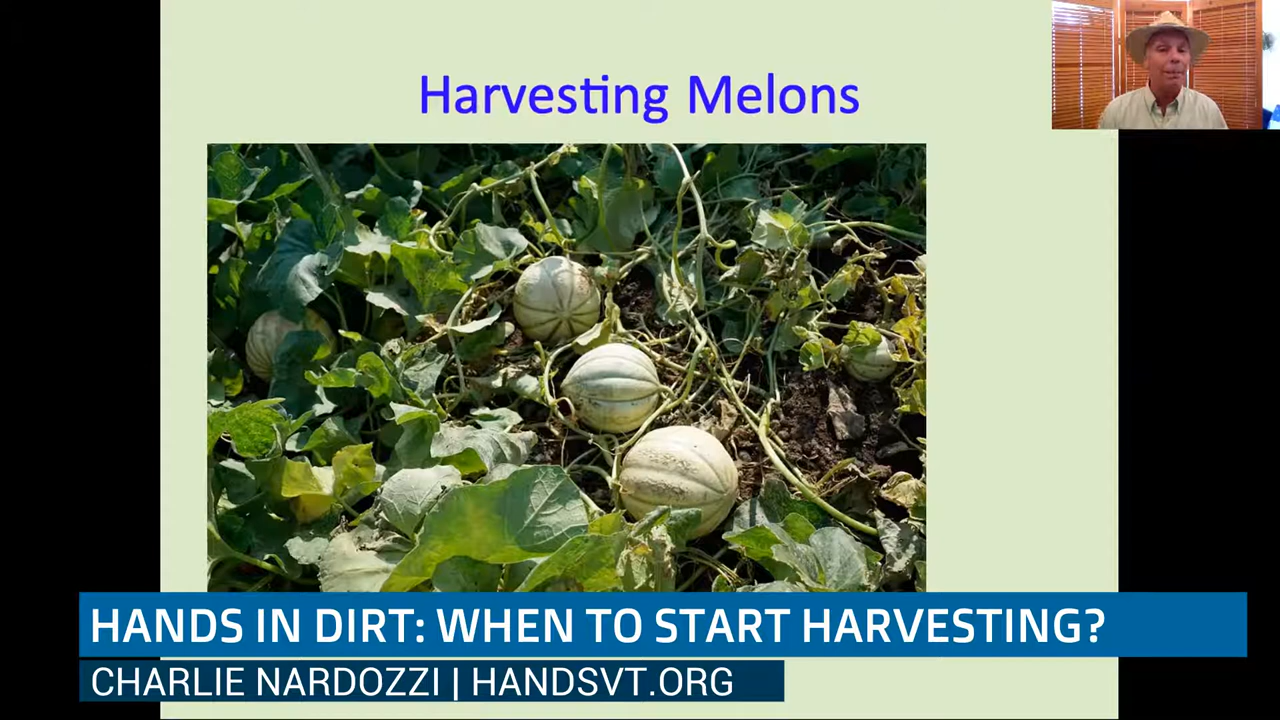 Harvesting Melons
HANDS IN DIRT: WHEN TO START HARVESTING?
CHARLIE NARDOZZI | HANDSVT.ORG